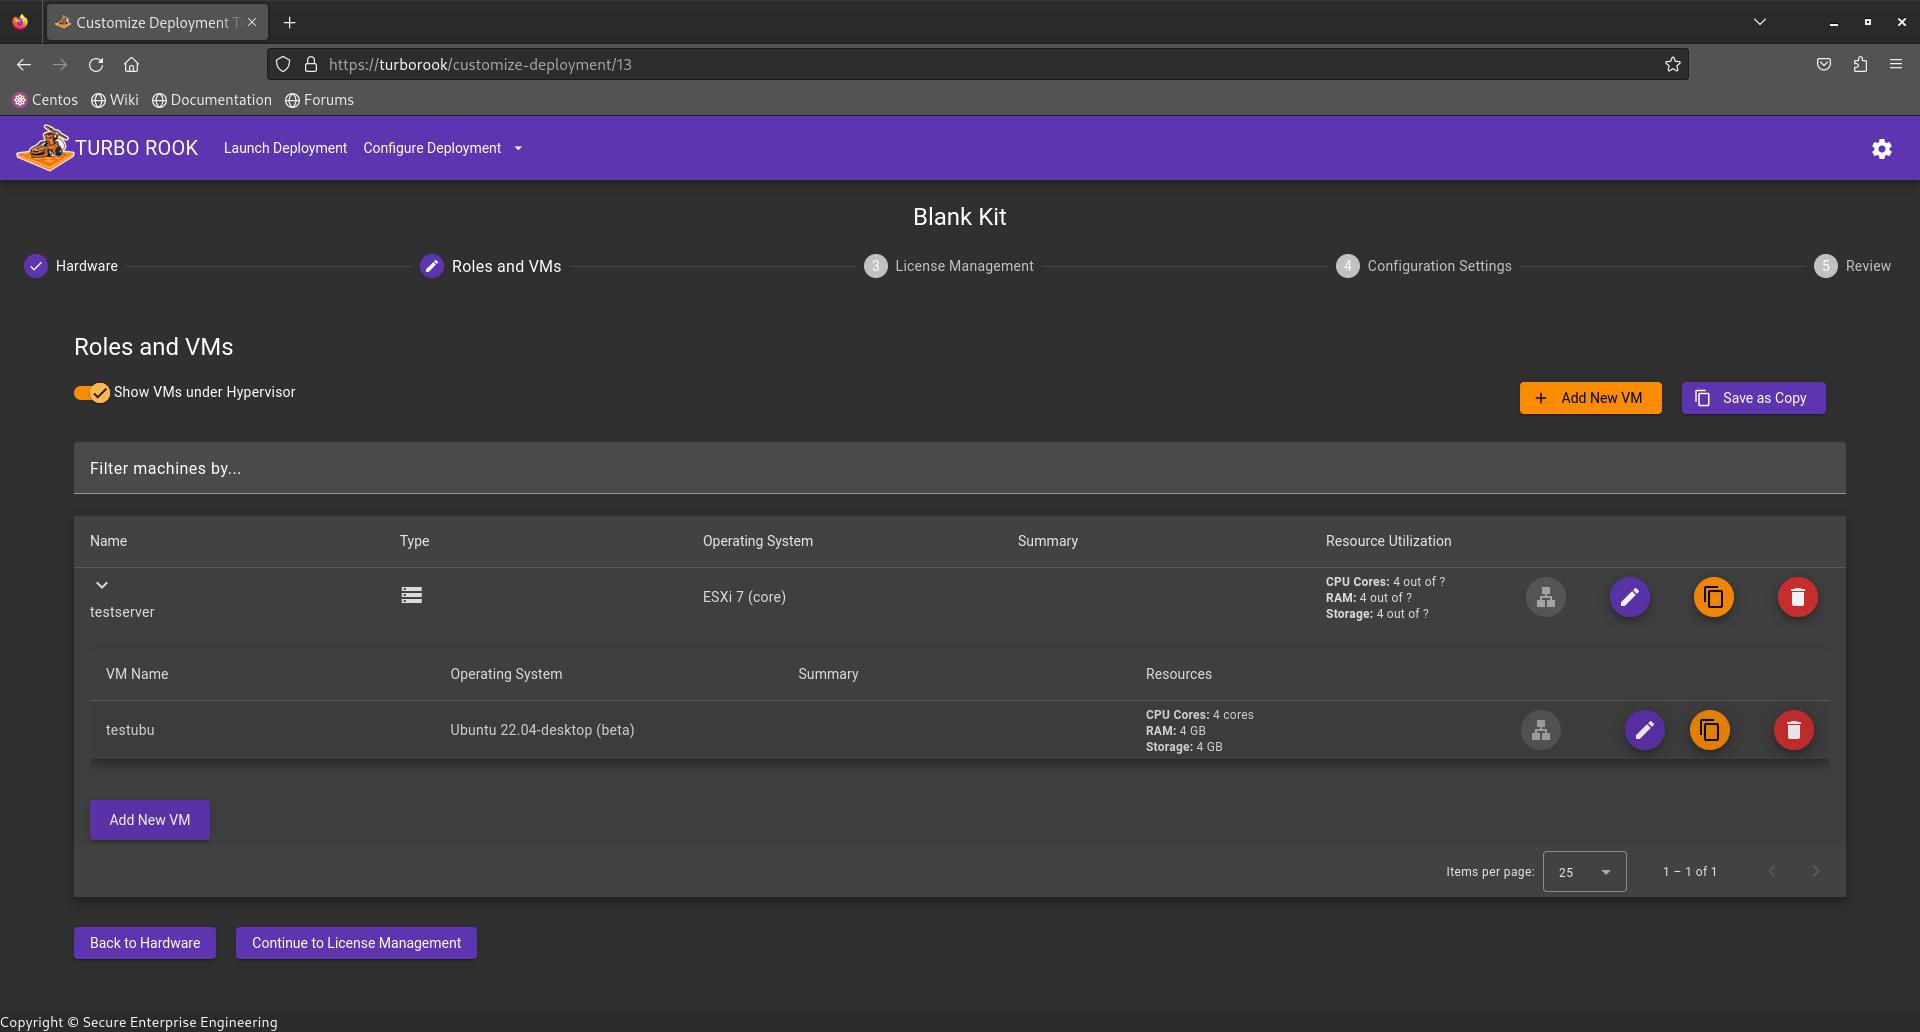 Customize Deployment T
https://turborook/customize-deployment/13
Centos Wiki Documentation Forums
TURBO ROOK Launch Deployment Configure Deployment
Blank Kit
Hardware Roles and VMs 3 License Management 4 Configuration Settings 5 Review
Roles and VMs
Show VMs under Hypervisor
Add New VM Save as Copy
Filter machines by...
Name Type Operating System Summary Resource Utilization
testserver ESXi 7 (core)
CPU Cores: 4 out of ?
RAM: 4 out of ?
Storage: 4 out of ?
VM Name Operating System Summary Resources
testubu Ubuntu 22.04-desktop (beta)
CPU Cores: 4 cores
RAM: 4 GB
Storage: 4 GB
Add New VM
Items per page: 25 1 – 1 of 1
Back to Hardware Continue to License Management
Copyright © Secure Enterprise Engineering